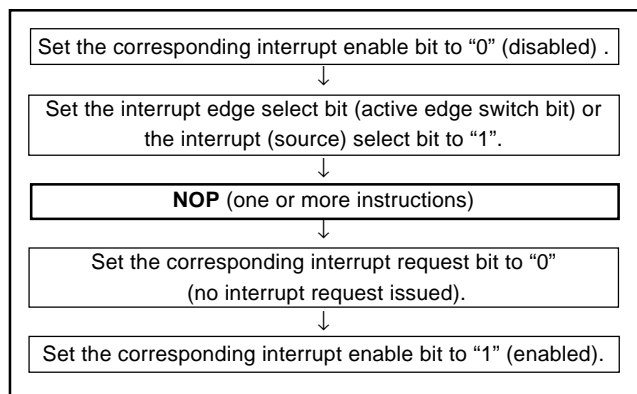 Set the corresponding interrupt enable bit to “0” (disabled) .
↓
Set the interrupt edge select bit (active edge switch bit) or
the interrupt (source) select bit to “1”.
↓
NOP (one or more instructions)
↓
Set the corresponding interrupt request bit to “0”
(no interrupt request issued).
↓
Set the corresponding interrupt enable bit to “1” (enabled).